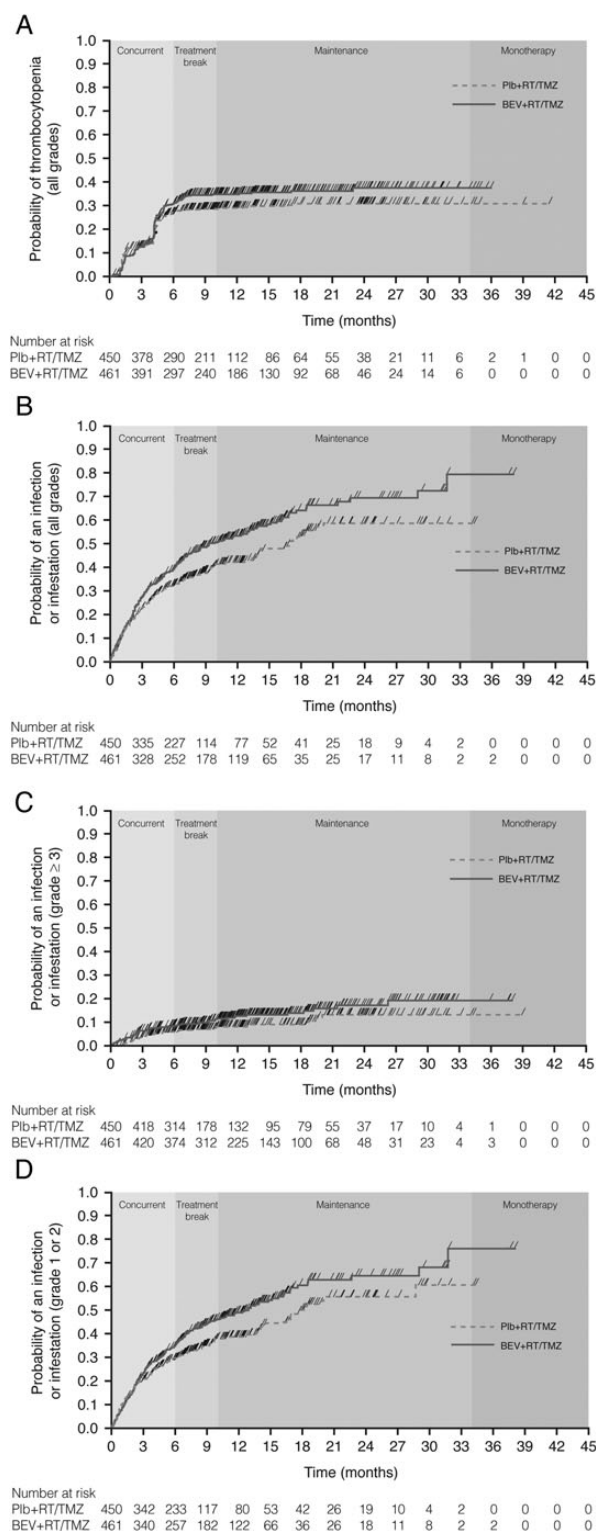 A
Probability of thrombocytopenia
(all grades)
1.0
0.9
0.8
0.7
0.6
0.5
0.4
0.3
0.2
0.1
0.0
Concurrent
Treatment
break
Maintenance
Monotherapy
Plb+RT/TMZ
BEV+RT/TMZ
0 3 6 9 12 15 18 21 24 27 30 33 36 39 42 45
Time (months)
Number at risk
Plb+RT/TMZ 450 378 290 211 112 86 64 55 38 21 11 6 2 1 0 0
BEV+RT/TMZ 461 391 297 240 186 130 92 68 46 24 14 6 0 0 0 0
B
Probability of an infection
or infestation (all grades)
1.0
0.9
0.8
0.7
0.6
0.5
0.4
0.3
0.2
0.1
0.0
Concurrent
Treatment
break
Maintenance
Monotherapy
Plb+RT/TMZ
BEV+RT/TMZ
0 3 6 9 12 15 18 21 24 27 30 33 36 39 42 45
Time (months)
Number at risk
Plb+RT/TMZ 450 335 227 114 77 52 41 25 18 9 4 2 0 0 0 0
BEV+RT/TMZ 461 328 252 178 119 65 35 25 17 11 8 2 2 0 0 0
C
Probability of an infection
or infestation (grade ≥ 3)
1.0
0.9
0.8
0.7
0.6
0.5
0.4
0.3
0.2
0.1
0.0
Concurrent
Treatment
break
Maintenance
Monotherapy
Plb+RT/TMZ
BEV+RT/TMZ
0 3 6 9 12 15 18 21 24 27 30 33 36 39 42 45
Time (months)
Number at risk
Plb+RT/TMZ 450 418 314 178 132 95 79 55 37 17 10 4 1 0 0 0
BEV+RT/TMZ 461 420 374 312 225 143 100 68 48 31 23 4 3 0 0 0
D
Probability of an infection
or infestation (grade 1 or 2)
1.0
0.9
0.8
0.7
0.6
0.5
0.4
0.3
0.2
0.1
0.0
Concurrent
Treatment
break
Maintenance
Monotherapy
Plb+RT/TMZ
BEV+RT/TMZ
0 3 6 9 12 15 18 21 24 27 30 33 36 39 42 45
Time (months)
Number at risk
Plb+RT/TMZ 450 342 233 117 80 53 42 26 19 10 4 2 0 0 0 0
BEV+RT/TMZ 461 340 257 182 122 66 36 26 18 11 8 2 2 0 0 0